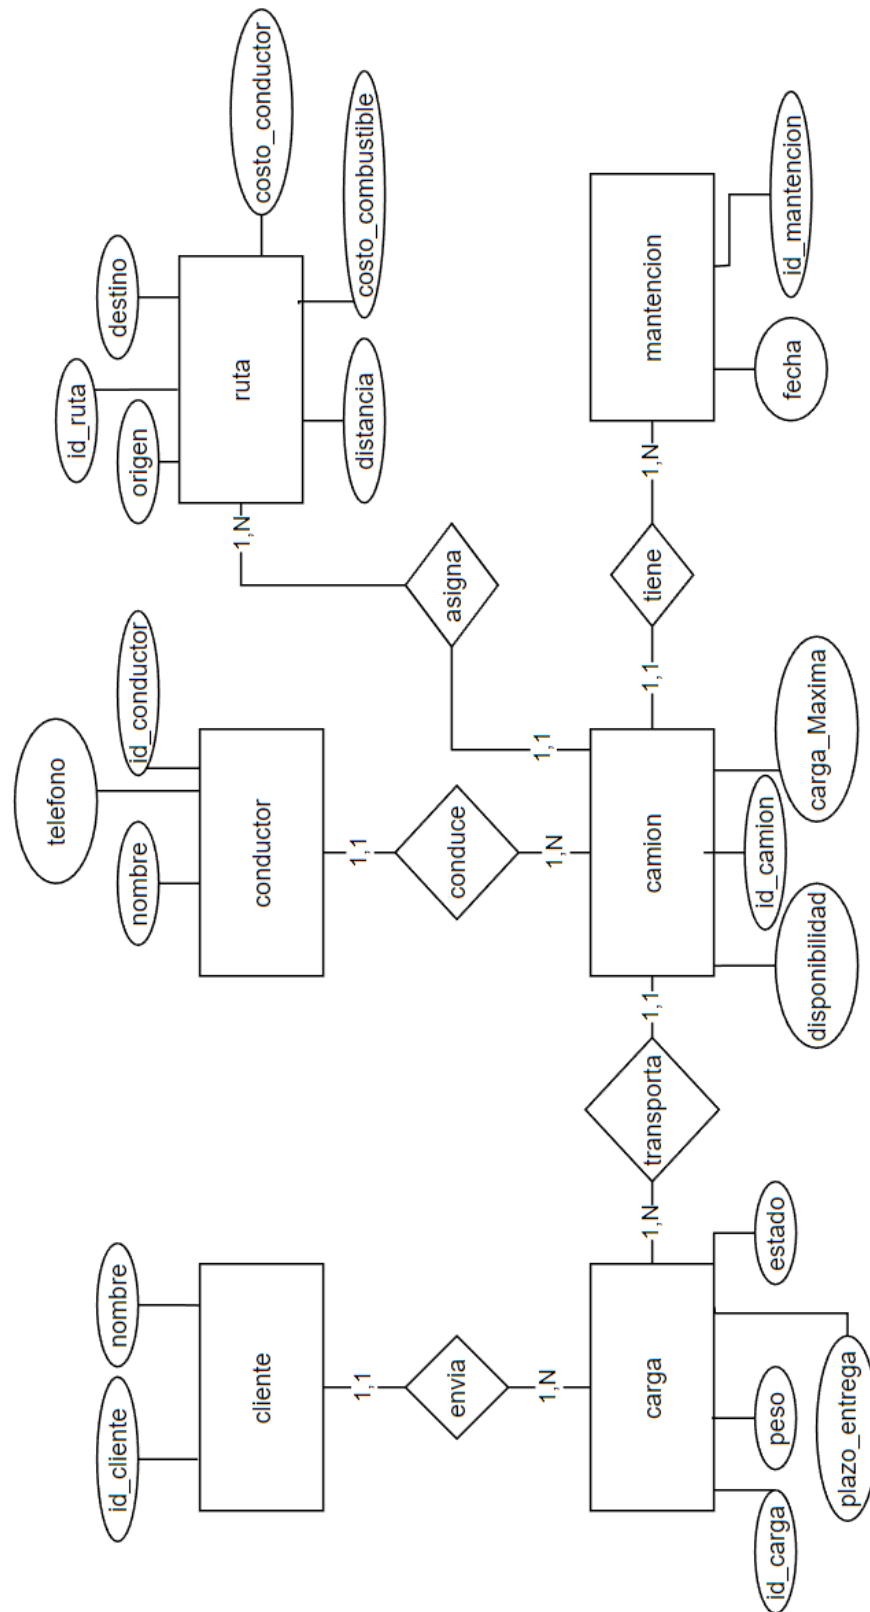 id_cliente
nombre
cliente
1,1
envia
1,N
carga
id_carga
peso
plazo_entrega
estado
1,N
transporta
1,1
telefono
nombre
id_conductor
conductor
1,1
conduce
1,N
camion
disponibilidad
id_camion
carga_Maxima
1,1
asigna
1,N
id_ruta
origen
destino
ruta
costo_conductor
distancia
costo_combustible
1,1
tiene
1,N
mantencion
fecha
id_mantencion